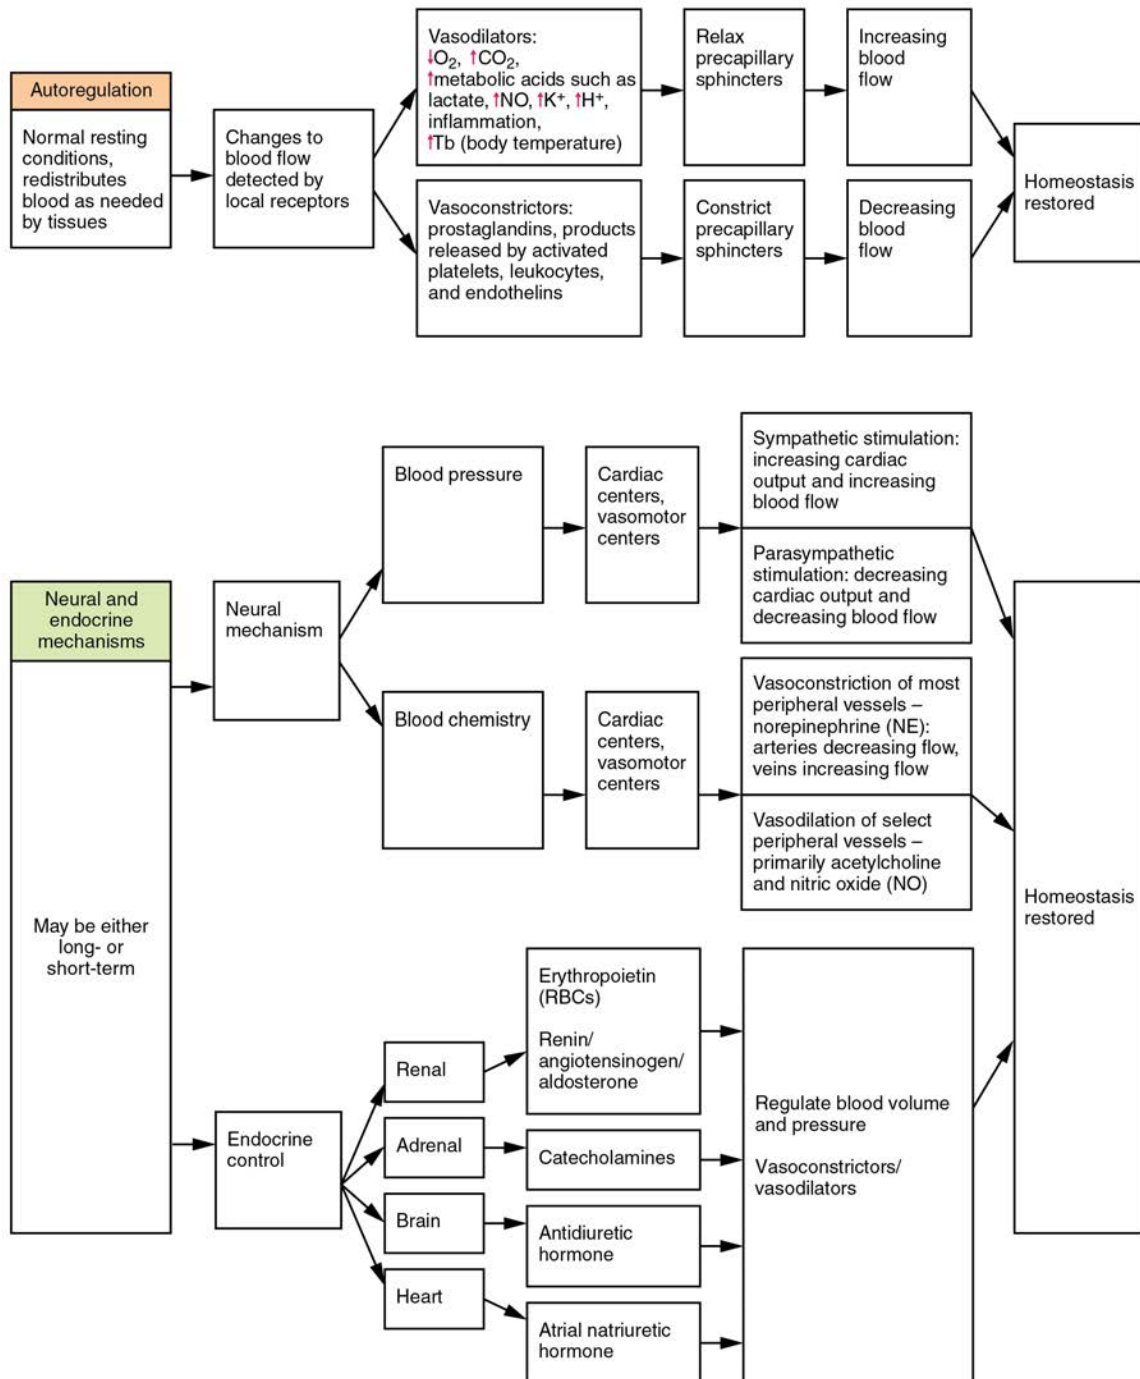 Autoregulation
Normal resting
conditions,
redistributes
blood as needed
by tissues
Changes to
blood flow
detected by
local receptors
Vasodilators:
↓O₂, ↑CO₂,
↑metabolic acids such as
lactate, ↑NO, ↑K⁺, ↑H⁺,
inflammation,
↑Tb (body temperature)
Relax
precapillary
sphincters
Increasing
blood
flow
Vasoconstrictors:
prostaglandins, products
released by activated
platelets, leukocytes,
and endothelins
Constrict
precapillary
sphincters
Decreasing
blood
flow
Homeostasis
restored
Neural and
endocrine
mechanisms
May be either
long- or
short-term
Neural
mechanism
Blood pressure
Cardiac
centers,
vasomotor
centers
Sympathetic stimulation:
increasing cardiac
output and increasing
blood flow
Parasympathetic
stimulation: decreasing
cardiac output and
decreasing blood flow
Blood chemistry
Cardiac
centers,
vasomotor
centers
Vasoconstriction of most
peripheral vessels –
norepinephrine (NE):
arteries decreasing flow,
veins increasing flow
Vasodilation of select
peripheral vessels –
primarily acetylcholine
and nitric oxide (NO)
Endocrine
control
Renal
Erythropoietin
(RBCs)
Renin/
angiotensinogen/
aldosterone
Adrenal
Catecholamines
Brain
Antidiuretic
hormone
Heart
Atrial natriuretic
hormone
Regulate blood volume
and pressure
Vasoconstrictors/
vasodilators
Homeostasis
restored